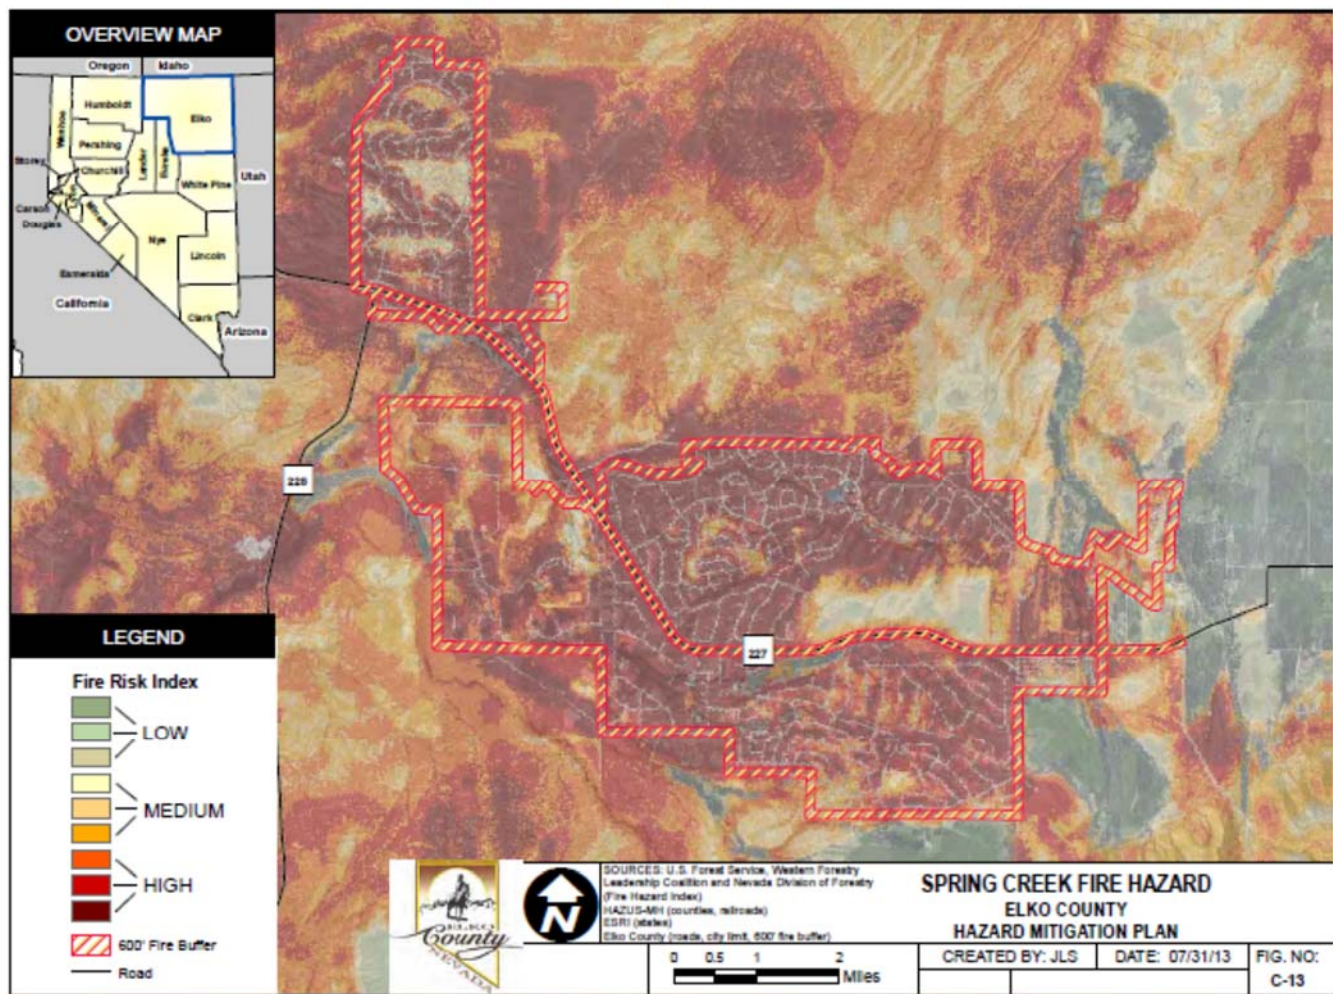 OVERVIEW MAP
Oregon
Idaho
Humboldt
Elko
Washoe
Pershing
Storey
Churchill
Lander
Eureka
White Pine
Utah
Carson
Douglas
Mineral
Nye
Lincoln
Esmeralda
California
Clark
Arizona
228
227
LEGEND
Fire Risk Index
LOW
MEDIUM
HIGH
600' Fire Buffer
Road
ELKO
County
NEVADA
N
SOURCES: U.S. Forest Service, Western Forestry
Leadership Coalition and Nevada Division of Forestry
(Fire Hazard Index)
HAZUS-MH (counties, railroads)
ESRI (states)
Elko County (roads, city limit, 600' fire buffer)
0 0.5 1 2
Miles
SPRING CREEK FIRE HAZARD
ELKO COUNTY
HAZARD MITIGATION PLAN
CREATED BY: JLS
DATE: 07/31/13
FIG. NO:
C-13